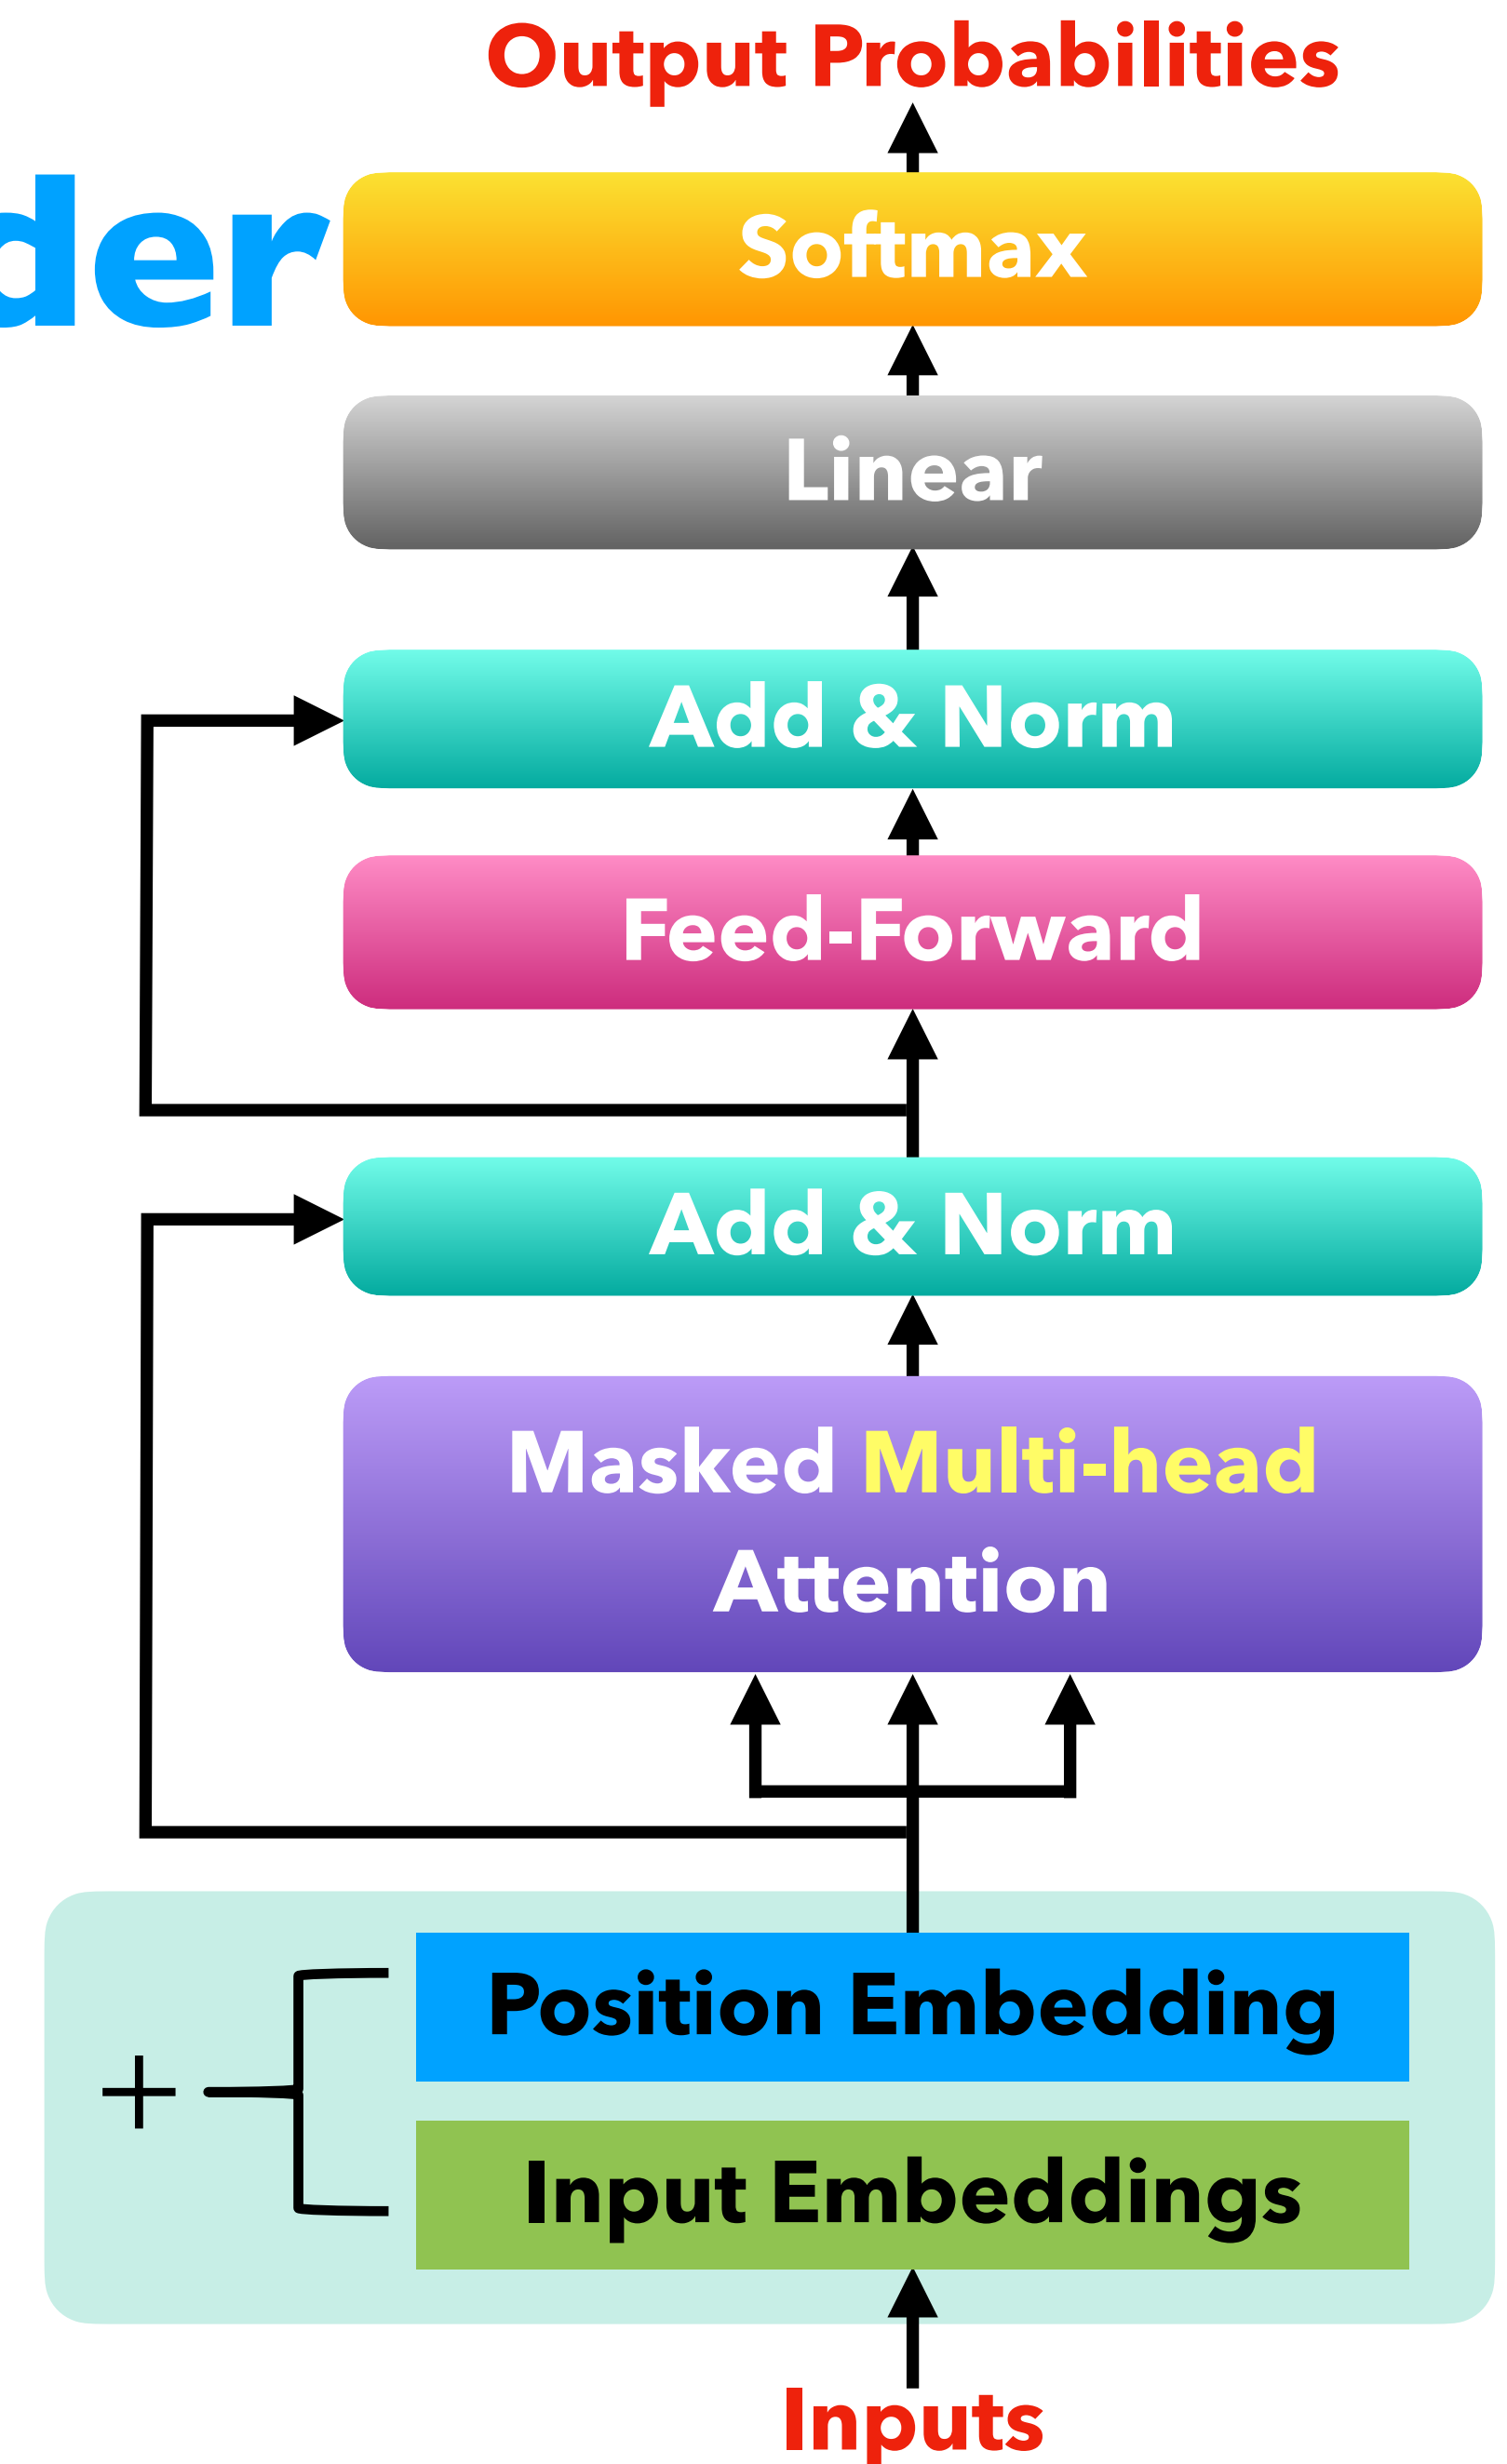 Output Probabilities
der
Softmax
Linear
Add & Norm
Feed-Forward
Add & Norm
Masked Multi-head
Attention
Position Embedding
+
Input Embeddings
Inputs